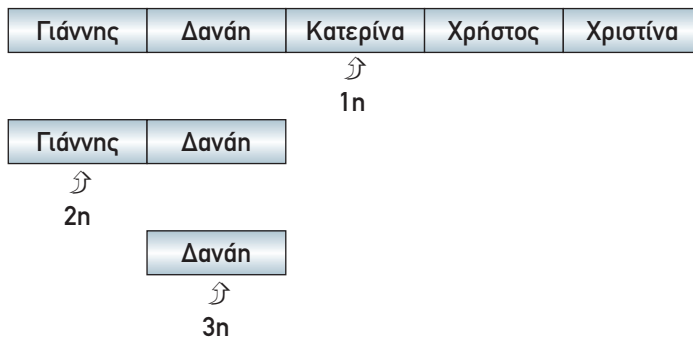 Γιάννης Δανάη Κατερίνα Χρήστος Χριστίνα
1η
Γιάννης Δανάη
2η
Δανάη
3η